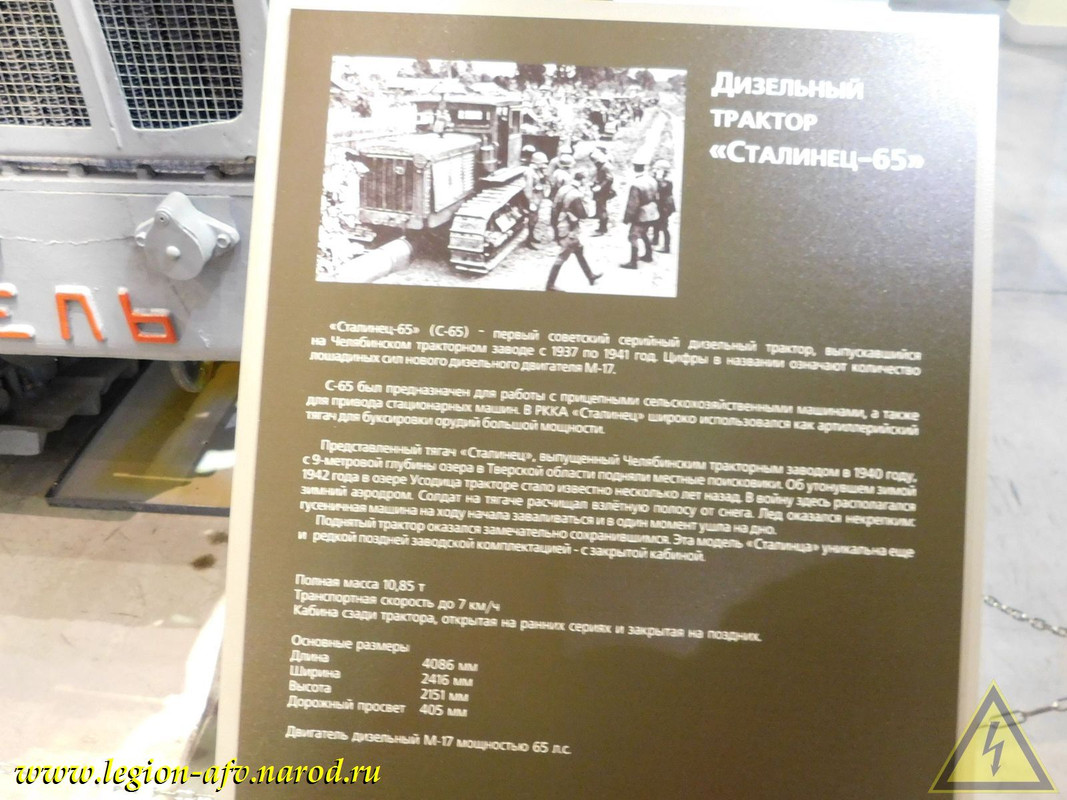 Дизельный
трактор
«Сталинец-65»
«Сталинец-65» (С-65) - первый советский серийный дизельный трактор, выпускавшийся
на Челябинском тракторном заводе с 1937 по 1941 год. Цифры в названии означают количество
лошадиных сил нового дизельного двигателя М-17.
С-65 был предназначен для работы с прицепными сельскохозяйственными машинами, а также
для привода стационарных машин. В РККА «Сталинец» широко использовался как артиллерийский
тягач для буксировки орудий большой мощности.
Представленный тягач «Сталинец», выпущенный Челябинским тракторным заводом в 1940 году,
с 9-метровой глубины озера в Тверской области подняли местные поисковики. Об утонувшем зимой
1942 года в озере Усодица тракторе стало известно несколько лет назад. В войну здесь располагался
зимний аэродром. Солдат на тягаче расчищал взлётную полосу от снега. Лед оказался некрепким:
гусеничная машина на ходу начала заваливаться и в один момент ушла на дно.
Поднятый трактор оказался замечательно сохранившимся. Эта модель «Сталинца» уникальна еще
и редкой поздней заводской комплектацией - с закрытой кабиной.
Полная масса 10,85 т
Транспортная скорость до 7 км/ч
Кабина сзади трактора, открытая на ранних сериях и закрытая на поздних.
Основные размеры
Длина 4086 мм
Ширина 2416 мм
Высота 2151 мм
Дорожный просвет 405 мм
Двигатель дизельный М-17 мощностью 65 л.с.
ЕЛЬ
www.legion-afv.narod.ru